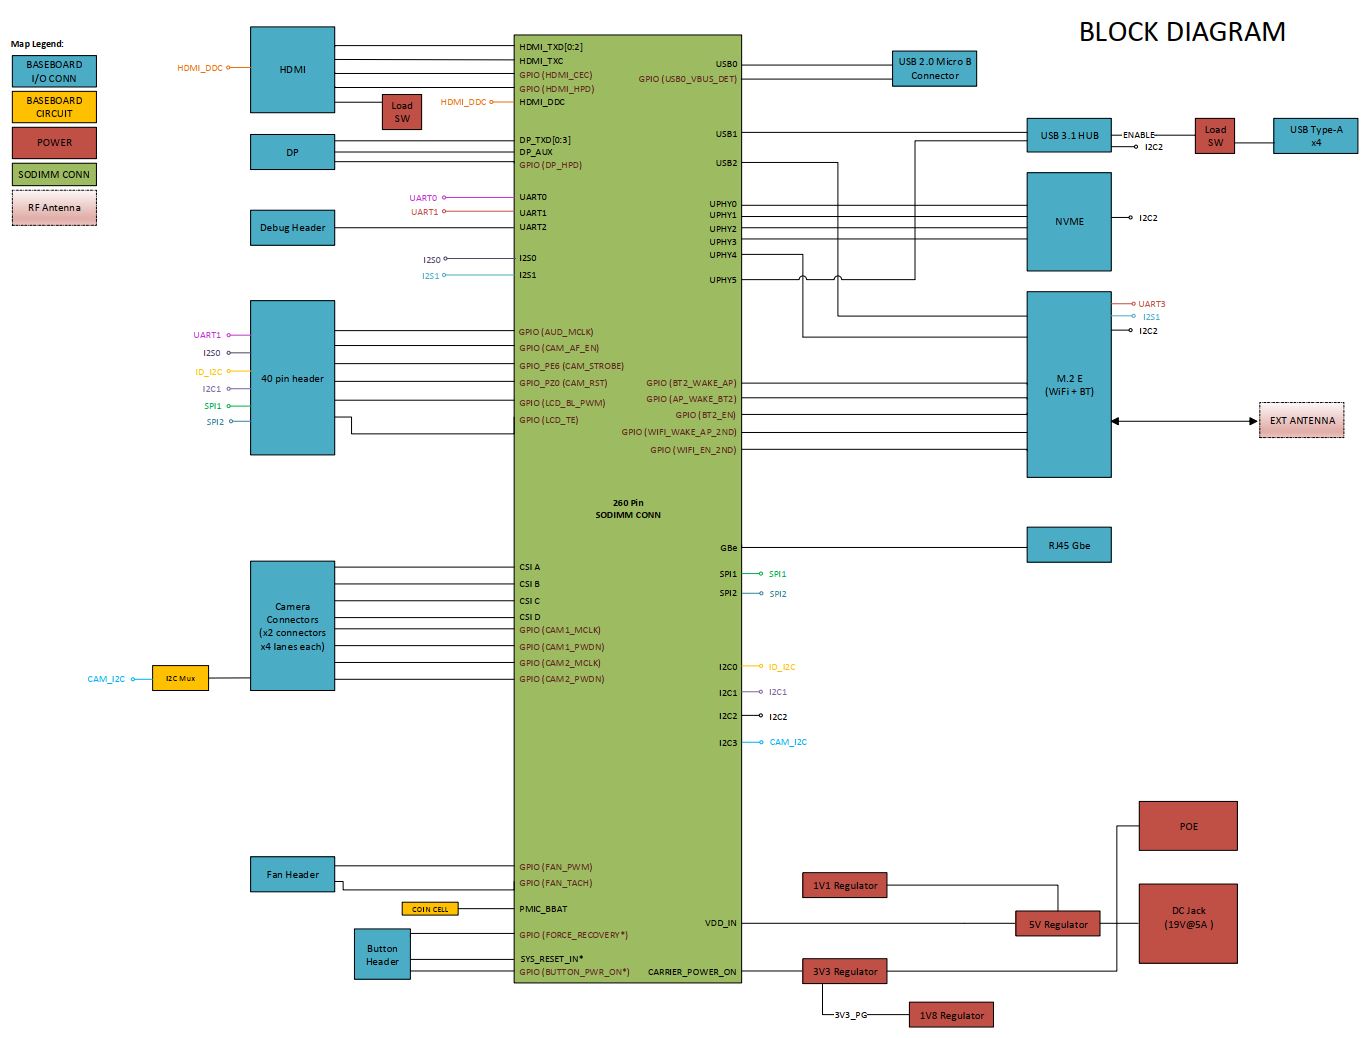 BLOCK DIAGRAM
Map Legend:
BASEBOARD
I/O CONN
BASEBOARD
CIRCUIT
POWER
SODIMM CONN
RF Antenna
HDMI_DDC
HDMI
Load
SW
HDMI_DDC
DP
UART0
UART1
Debug Header
I2S0
I2S1
UART1
I2S0
ID_I2C
I2C1
SPI1
SPI2
40 pin header
Camera
Connectors
(x2 connectors
x4 lanes each)
CAM_I2C
I2C Mux
Fan Header
COIN CELL
Button
Header
HDMI_TXD[0:2]
HDMI_TXC
GPIO (HDMI_CEC)
GPIO (HDMI_HPD)
HDMI_DDC
DP_TXD[0:3]
DP_AUX
GPIO (DP_HPD)
UART0
UART1
UART2
I2S0
I2S1
GPIO (AUD_MCLK)
GPIO (CAM_AF_EN)
GPIO_PE6 (CAM_STROBE)
GPIO_PZ0 (CAM_RST)
GPIO (LCD_BL_PWM)
GPIO (LCD_TE)
260 Pin
SODIMM CONN
CSI A
CSI B
CSI C
CSI D
GPIO (CAM1_MCLK)
GPIO (CAM1_PWDN)
GPIO (CAM2_MCLK)
GPIO (CAM2_PWDN)
GPIO (FAN_PWM)
GPIO (FAN_TACH)
PMIC_BBAT
GPIO (FORCE_RECOVERY*)
SYS_RESET_IN*
GPIO (BUTTON_PWR_ON*)
USB0
GPIO (USB0_VBUS_DET)
USB1
USB2
UPHY0
UPHY1
UPHY2
UPHY3
UPHY4
UPHY5
GPIO (BT2_WAKE_AP)
GPIO (AP_WAKE_BT2)
GPIO (BT2_EN)
GPIO (WIFI_WAKE_AP_2ND)
GPIO (WIFI_EN_2ND)
GBe
SPI1
SPI2
I2C0
I2C1
I2C2
I2C3
VDD_IN
CARRIER_POWER_ON
USB 2.0 Micro B
Connector
USB 3.1 HUB
ENABLE
I2C2
Load
SW
USB Type-A
x4
NVME
I2C2
M.2 E
(WiFi + BT)
UART3
I2S1
I2C2
EXT ANTENNA
RJ45 Gbe
SPI1
SPI2
ID_I2C
I2C1
I2C2
CAM_I2C
POE
1V1 Regulator
5V Regulator
DC Jack
(19V@5A )
3V3 Regulator
3V3_PG
1V8 Regulator